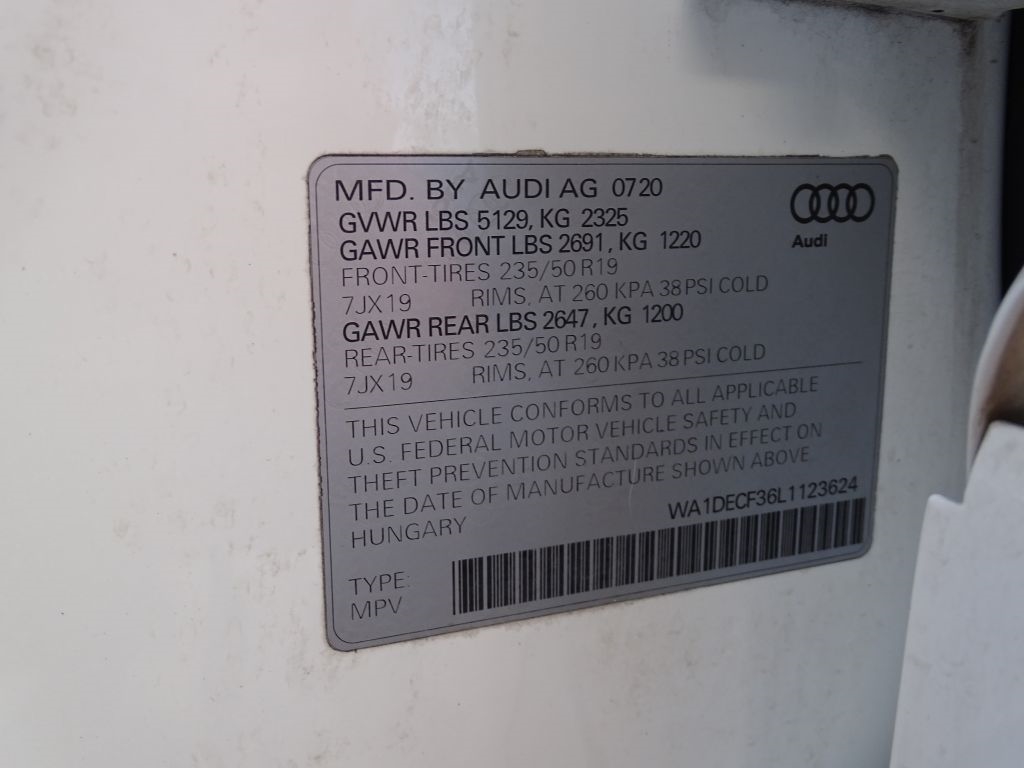 MFD. BY AUDI AG 0720
GVWR LBS 5129, KG 2325
GAWR FRONT LBS 2691, KG 1220
FRONT-TIRES 235/50 R19
7JX19 RIMS, AT 260 KPA 38 PSI COLD
GAWR REAR LBS 2647, KG 1200
REAR-TIRES 235/50 R19
7JX19 RIMS, AT 260 KPA 38 PSI COLD
Audi
THIS VEHICLE CONFORMS TO ALL APPLICABLE
U.S. FEDERAL MOTOR VEHICLE SAFETY AND
THEFT PREVENTION STANDARDS IN EFFECT ON
THE DATE OF MANUFACTURE SHOWN ABOVE
HUNGARY WA1DECF36L1123624
TYPE:
MPV